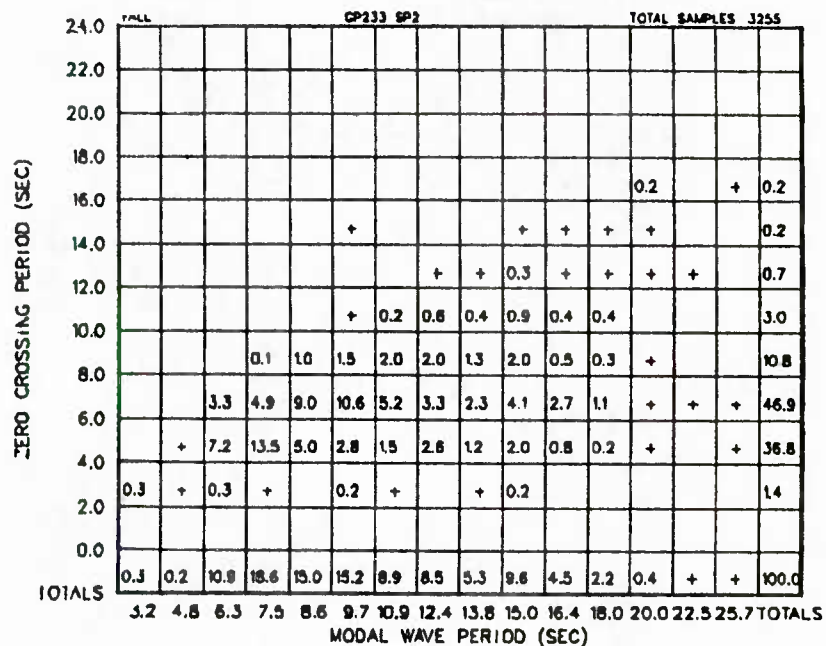 FALL GP233 SP2 TOTAL SAMPLES 3255
24.0
22.0
20.0
18.0
0.2 + 0.2
16.0
+ + + + + 0.2
14.0
+ + 0.3 + + + + 0.7
12.0
+ 0.2 0.6 0.4 0.9 0.4 0.4 3.0
10.0
0.1 1.0 1.5 2.0 2.0 1.3 2.0 0.5 0.3 + 10.8
8.0
3.3 4.9 9.0 10.6 5.2 3.3 2.3 4.1 2.7 1.1 + + + 46.9
6.0
+ 7.2 13.5 5.0 2.8 1.5 2.6 1.2 2.0 0.8 0.2 + + 36.8
4.0
0.3 + 0.3 + 0.2 + + 0.2 1.4
2.0
0.0
TOTALS 0.3 0.2 10.9 18.6 15.0 15.2 8.9 8.5 5.3 9.6 4.5 2.2 0.4 + + 100.0
3.2 4.8 6.3 7.5 8.6 9.7 10.9 12.4 13.8 15.0 16.4 18.0 20.0 22.5 25.7 TOTALS
MODAL WAVE PERIOD (SEC)
ZERO CROSSING PERIOD (SEC)